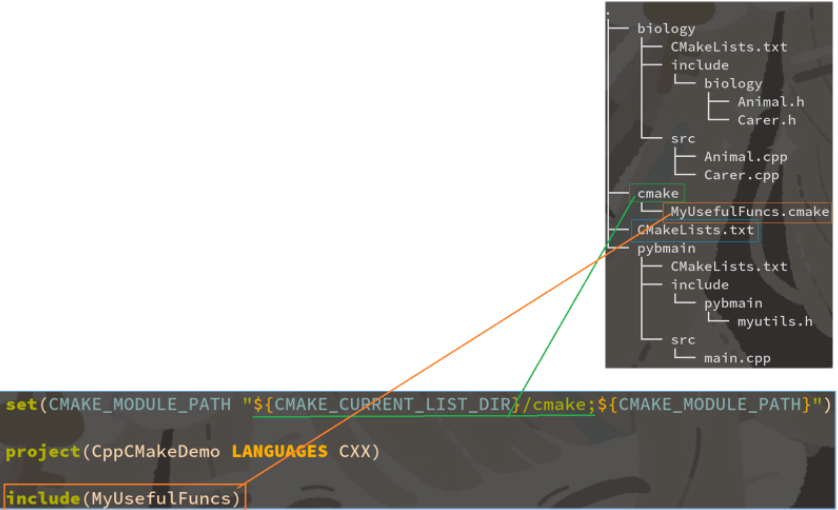 .
├── biology
│   ├── CMakeLists.txt
│   ├── include
│   │   └── biology
│   │       ├── Animal.h
│   │       └── Carer.h
│   └── src
│       ├── Animal.cpp
│       └── Carer.cpp
├── cmake
│   └── MyUsefulFuncs.cmake
├── CMakeLists.txt
└── pybmain
    ├── CMakeLists.txt
    ├── include
    │   └── pybmain
    │       └── myutils.h
    └── src
        └── main.cpp
set(CMAKE_MODULE_PATH "${CMAKE_CURRENT_LIST_DIR}/cmake;${CMAKE_MODULE_PATH}")
project(CppCMakeDemo LANGUAGES CXX)
include(MyUsefulFuncs)